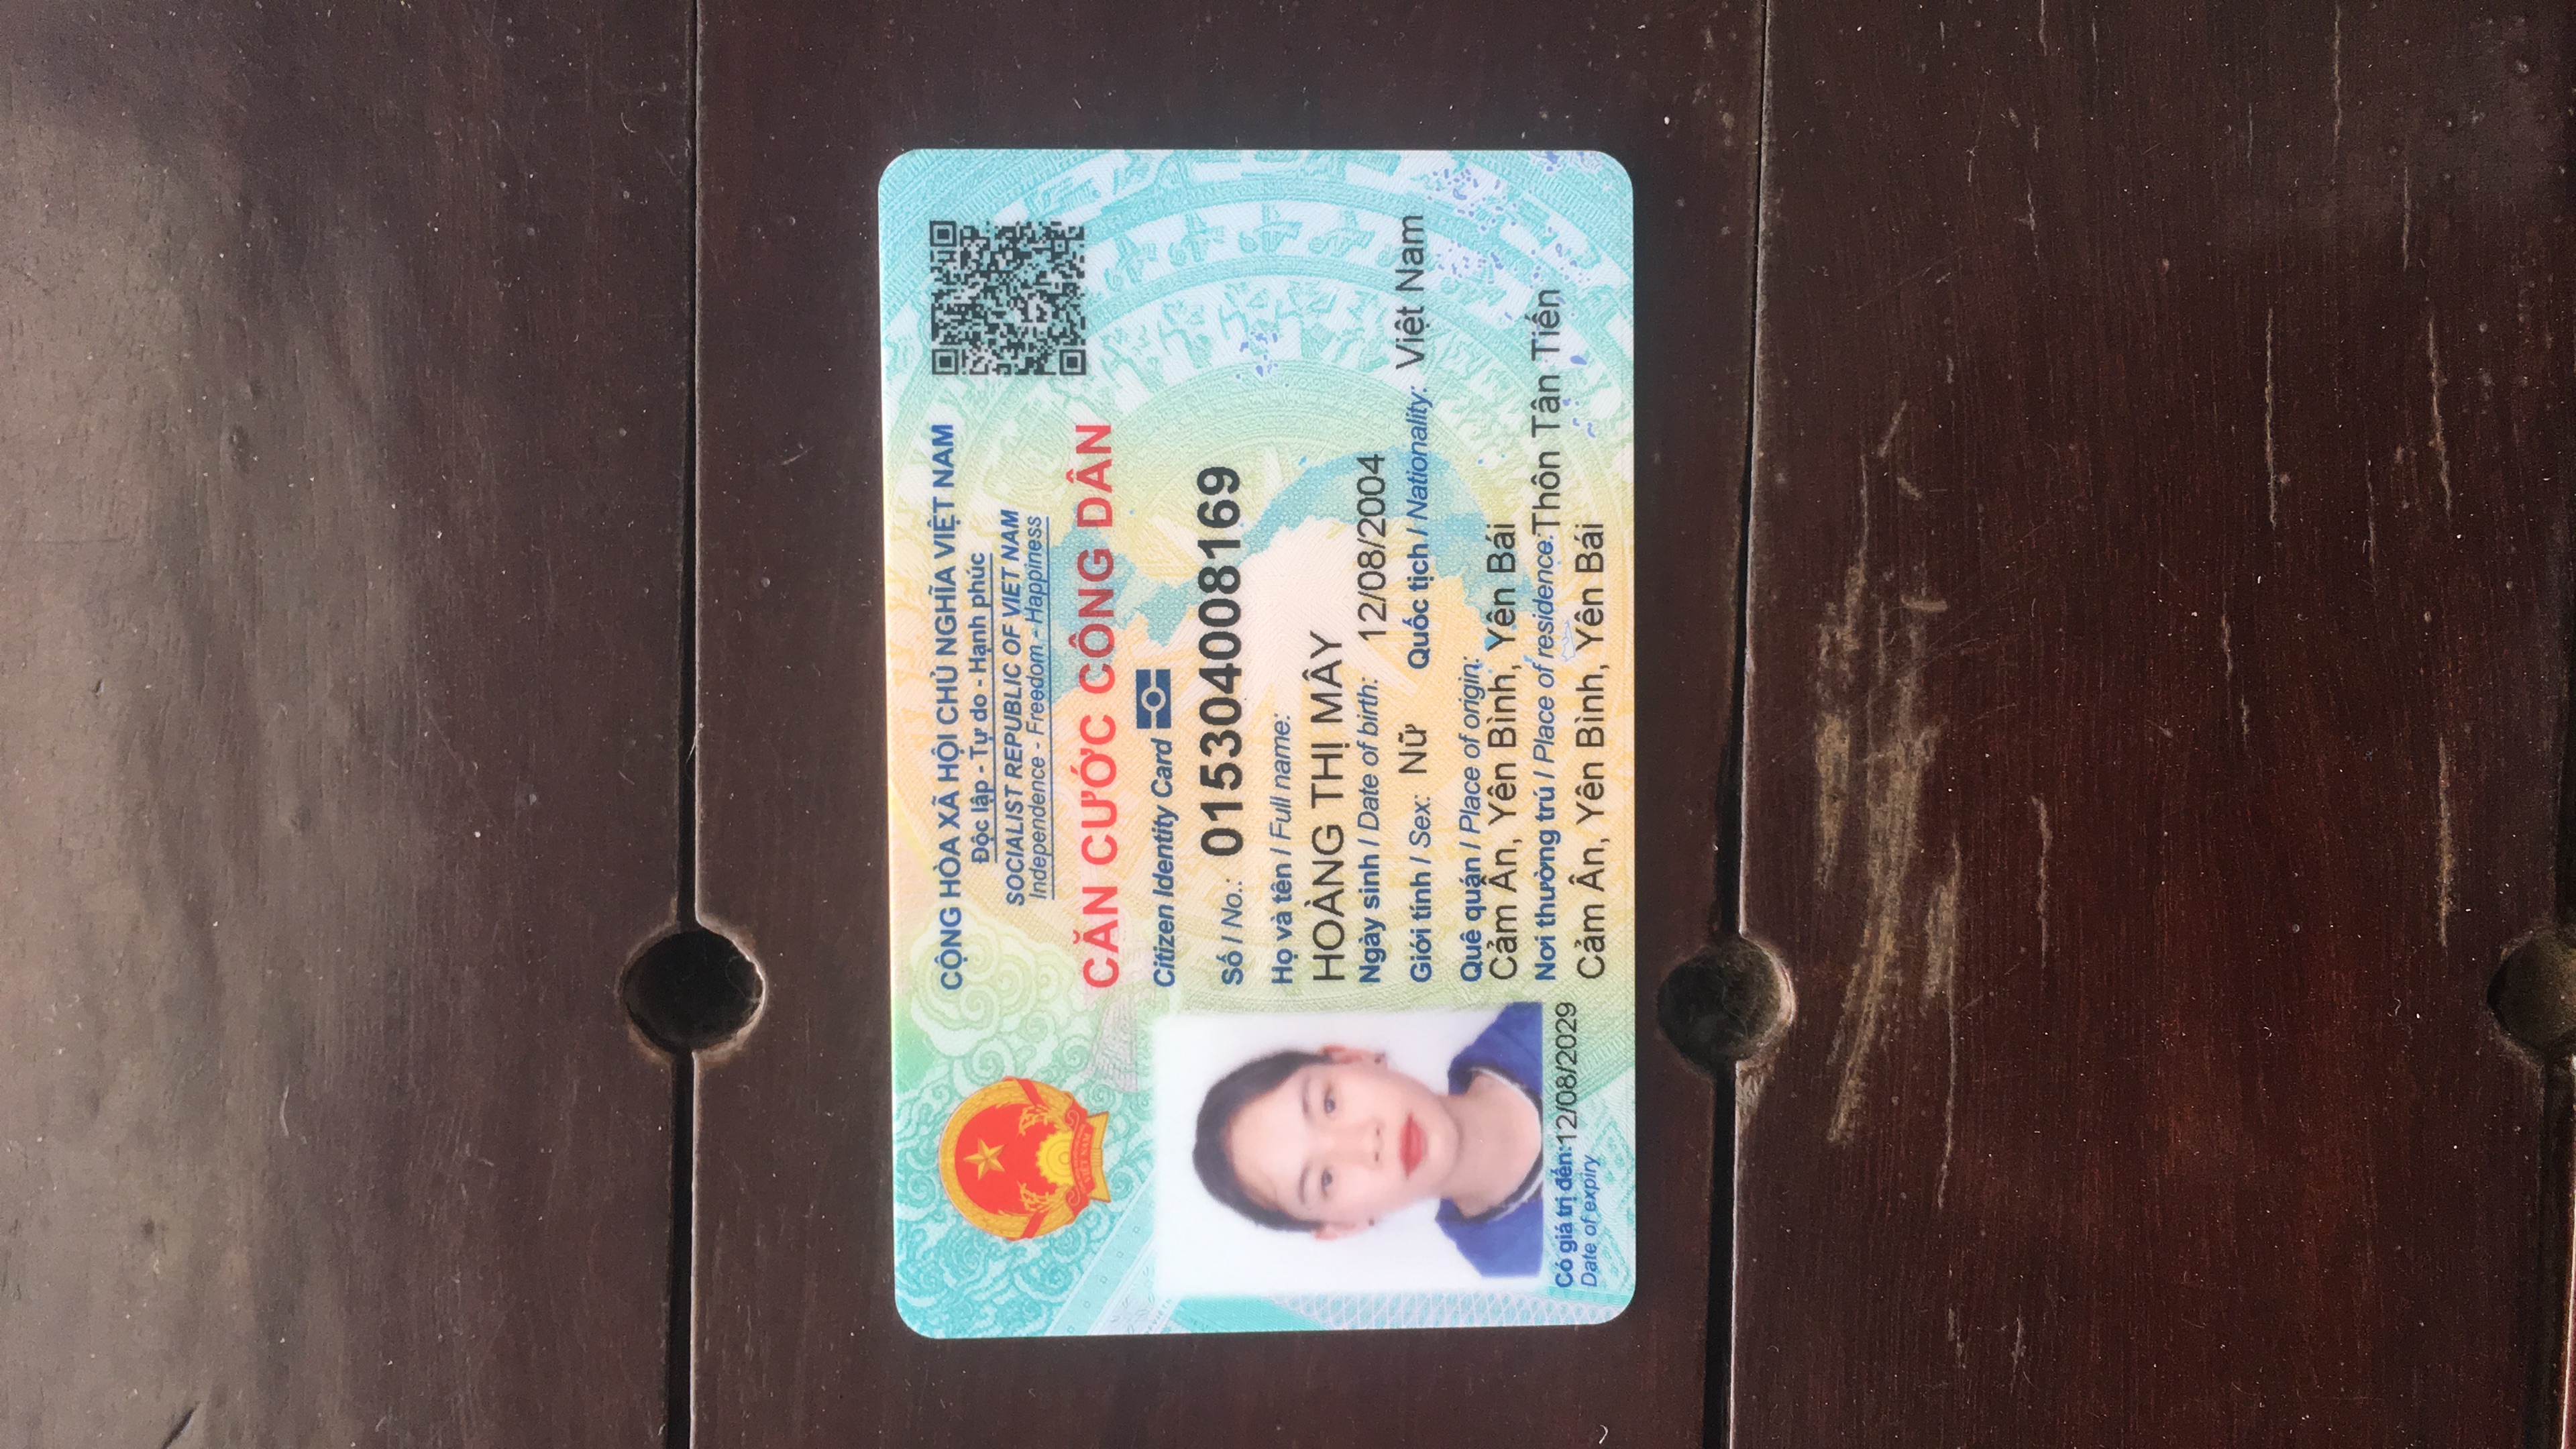 CỘNG HÒA XÃ HỘI CHỦ NGHĨA VIỆT NAM
Độc lập - Tự do - Hạnh phúc
SOCIALIST REPUBLIC OF VIET NAM
Independence - Freedom - Happiness
CĂN CƯỚC CÔNG DÂN
Citizen Identity Card
VIỆT NAM
Số / No.: 015304008169
Họ và tên / Full name:
HOÀNG THỊ MÂY
Ngày sinh / Date of birth: 12/08/2004
Giới tính / Sex: Nữ Quốc tịch / Nationality: Việt Nam
Quê quán / Place of origin:
Cảm Ân, Yên Bình, Yên Bái
Nơi thường trú / Place of residence: Thôn Tân Tiến
Cảm Ân, Yên Bình, Yên Bái
Có giá trị đến: 12/08/2029
Date of expiry